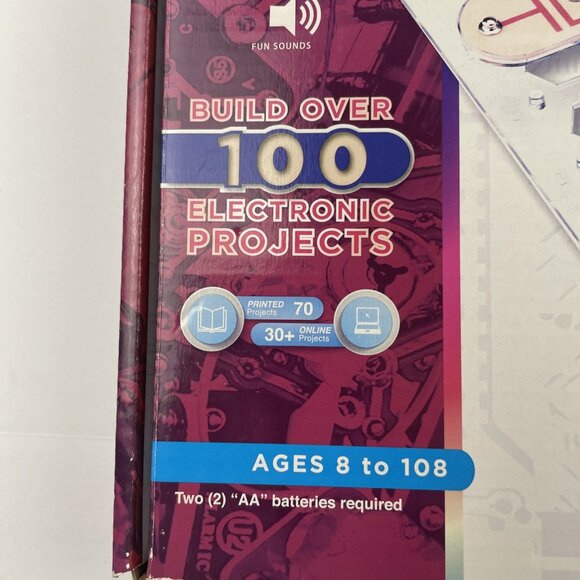 FUN SOUNDS
BUILD OVER
100
ELECTRONIC
PROJECTS
PRINTED 70
Projects
30+ ONLINE
Projects
AGES 8 to 108
Two (2) “AA” batteries required
U2